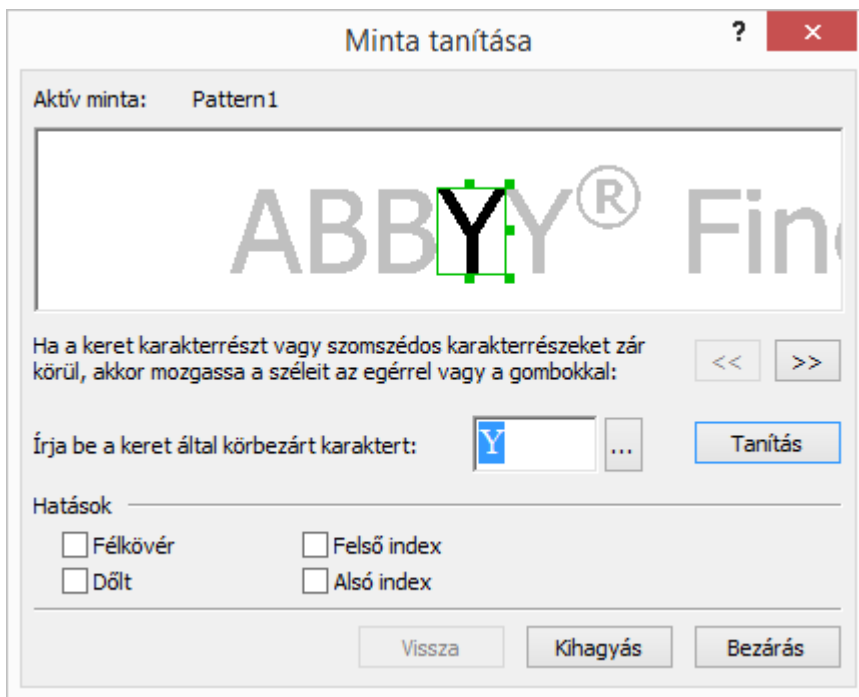 Minta tanítása
?
×
Aktív minta: Pattern1
ABBYY® Fin
Ha a keret karakterrészt vagy szomszédos karakterrészeket zár
körül, akkor mozgassa a széleit az egérrel vagy a gombokkal:
<< >>
Írja be a keret által körbezárt karaktert: Y ... Tanítás
Hatások
Félkövér Felső index
Dőlt Alsó index
Vissza Kihagyás Bezárás